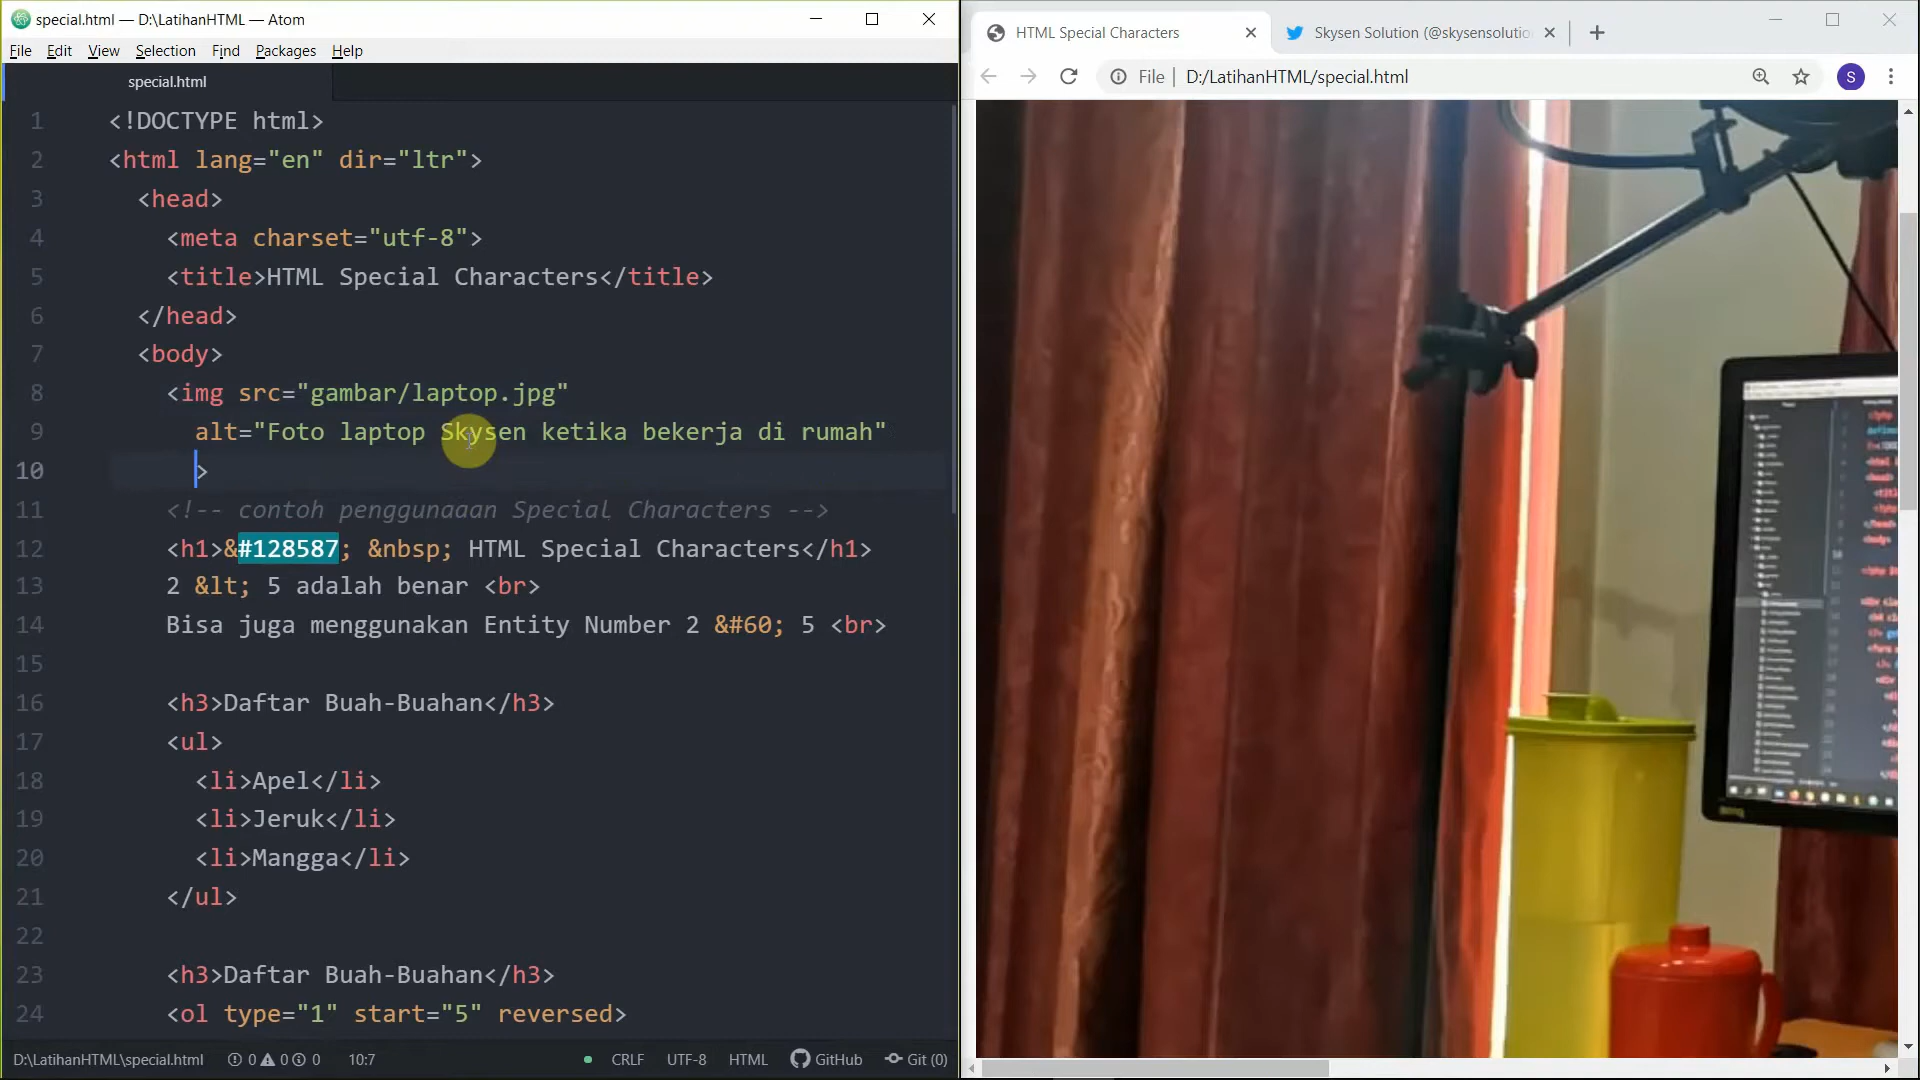 special.html — D:\LatihanHTML — Atom
File Edit View Selection Find Packages Help
special.html
1 <!DOCTYPE html>
2 <html lang="en" dir="ltr">
3 <head>
4 <meta charset="utf-8">
5 <title>HTML Special Characters</title>
6 </head>
7 <body>
8 <img src="gambar/laptop.jpg"
9 alt="Foto laptop Skysen ketika bekerja di rumah"
10 >
11 <!-- contoh penggunaaan Special Characters -->
12 <h1>&#128587; &nbsp; HTML Special Characters</h1>
13 2 &lt; 5 adalah benar <br>
14 Bisa juga menggunakan Entity Number 2 &#60; 5 <br>
15
16 <h3>Daftar Buah-Buahan</h3>
17 <ul>
18 <li>Apel</li>
19 <li>Jeruk</li>
20 <li>Mangga</li>
21 </ul>
22
23 <h3>Daftar Buah-Buahan</h3>
24 <ol type="1" start="5" reversed>
D:\LatihanHTML\special.html 0 0 0 10:7 CRLF UTF-8 HTML GitHub Git (0)
HTML Special Characters
Skysen Solution (@skysensolutio
File D:/LatihanHTML/special.html
S
BenQ